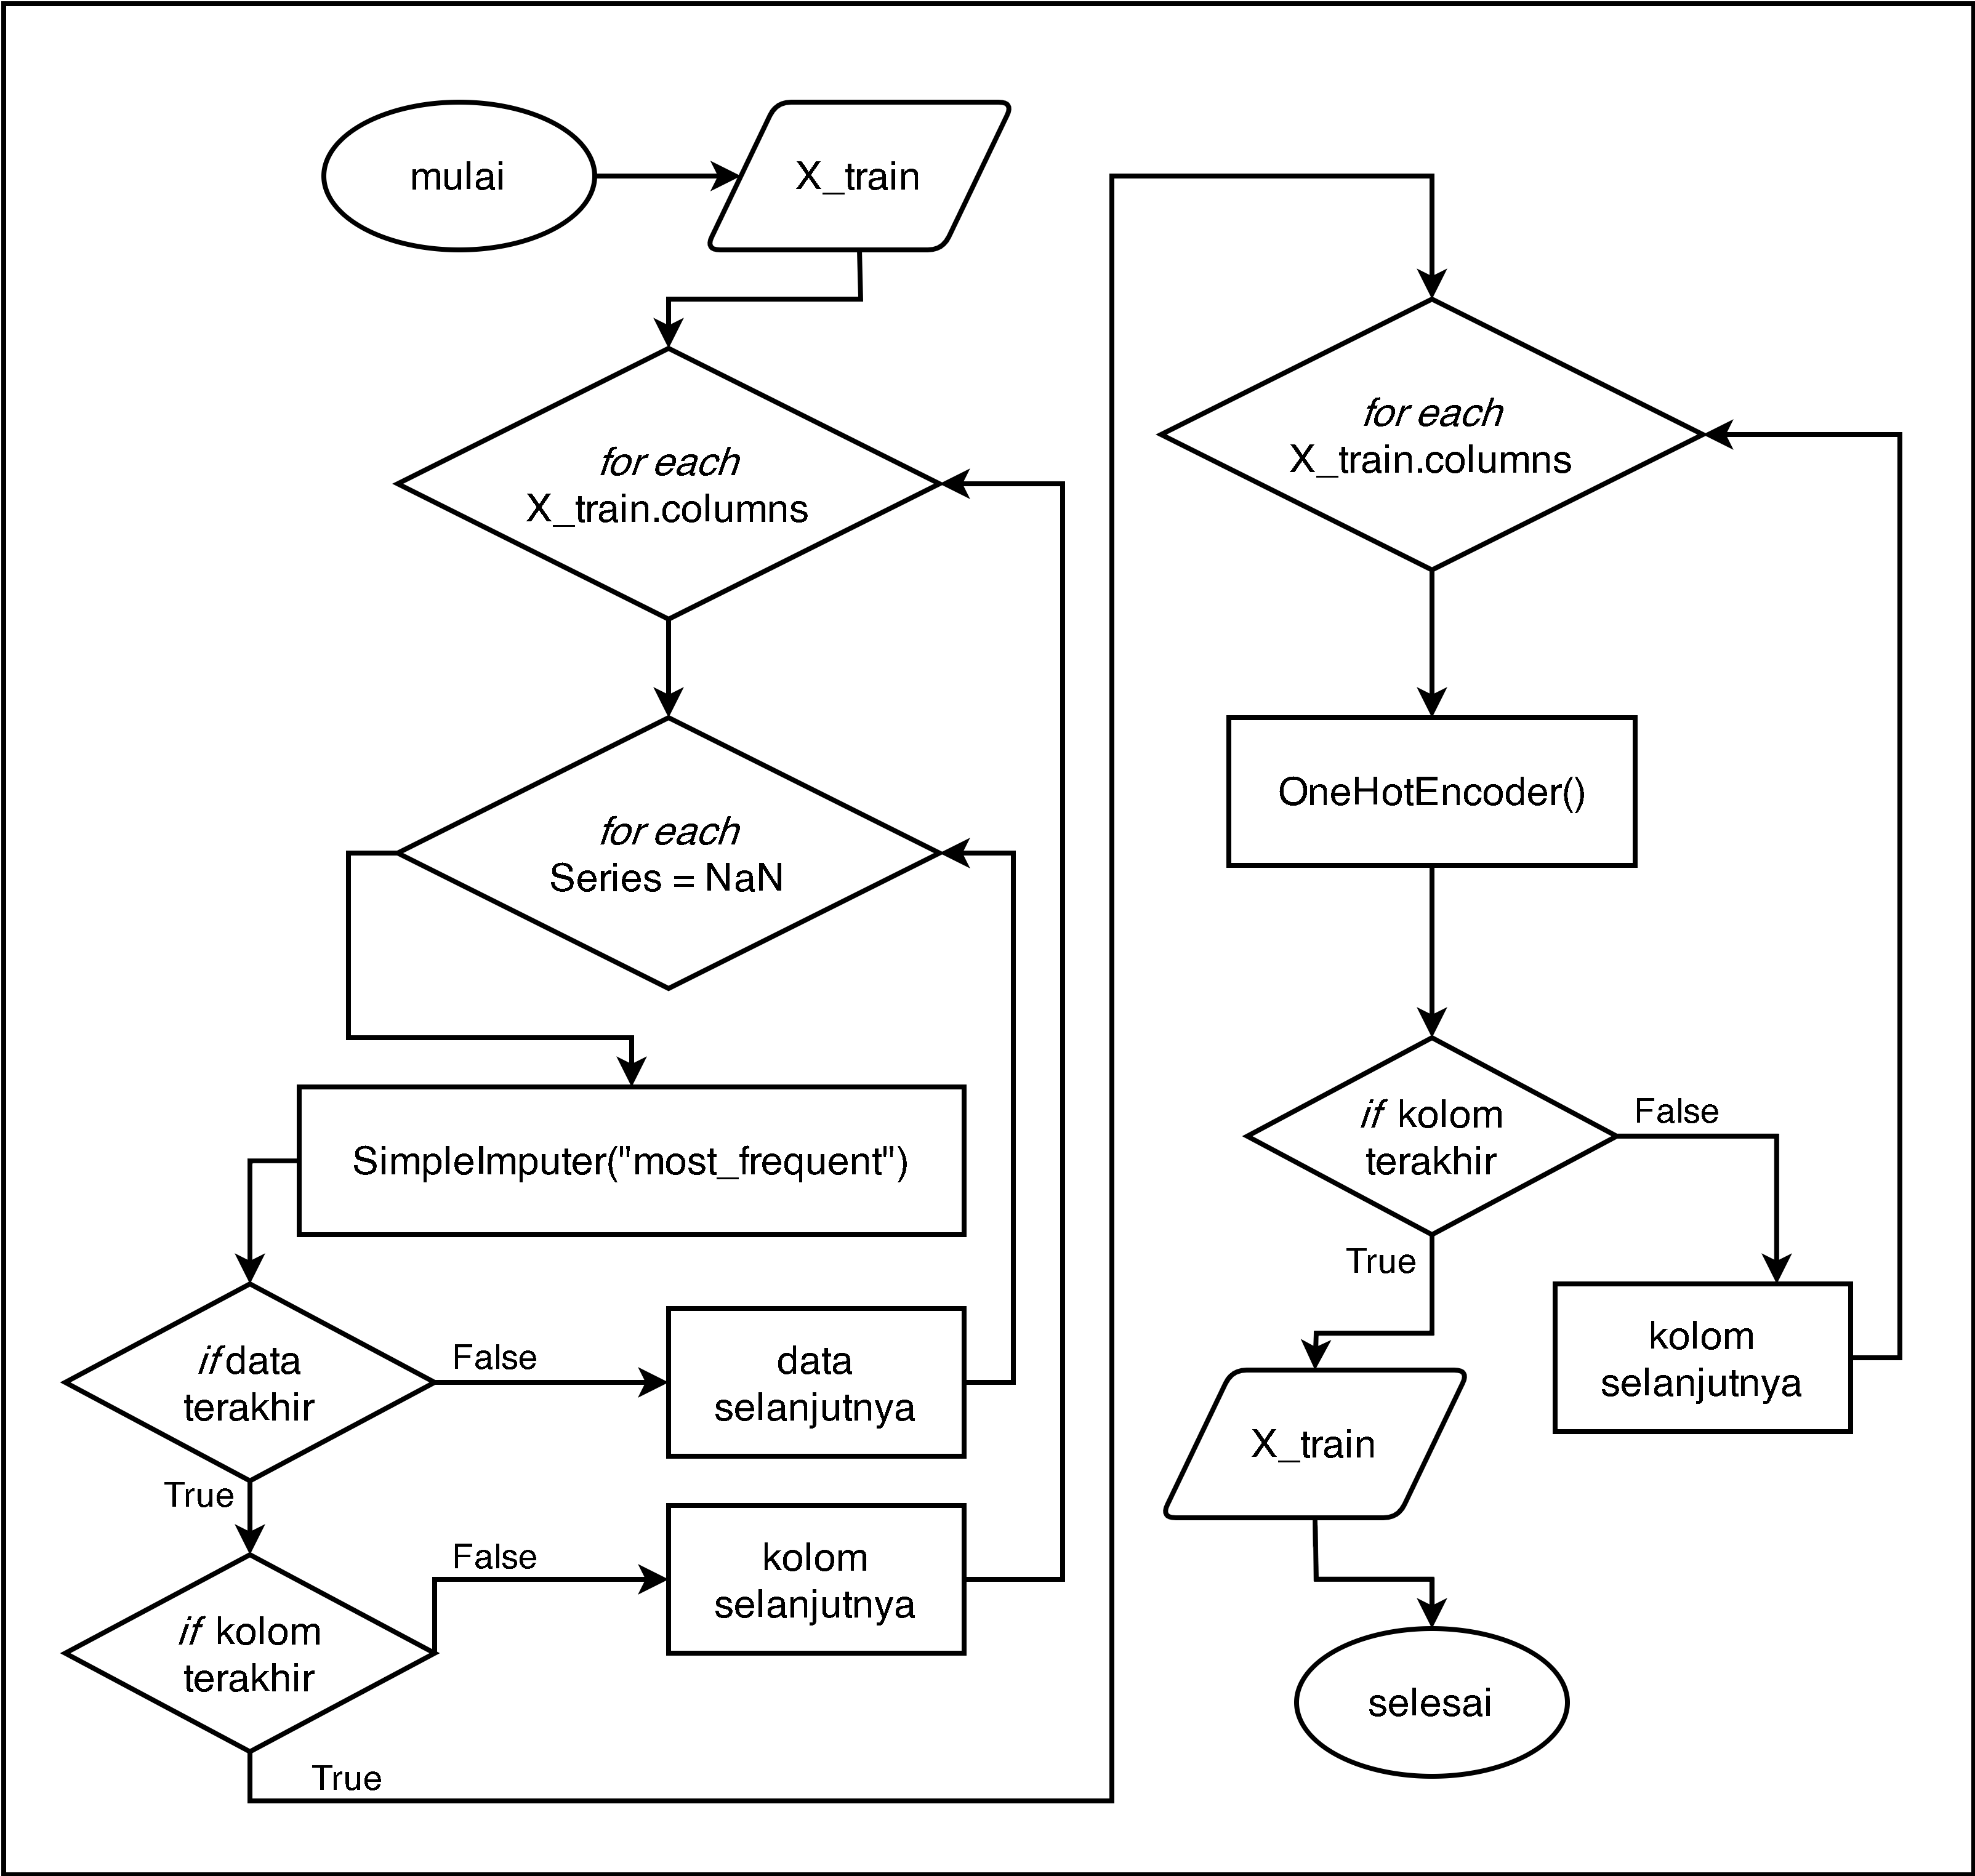 mulai
X_train
for each
X_train.columns
for each
Series = NaN
SimpleImputer("most_frequent")
if data
terakhir
False
data
selanjutnya
True
if kolom
terakhir
False
kolom
selanjutnya
True
for each
X_train.columns
OneHotEncoder()
if kolom
terakhir
False
kolom
selanjutnya
True
X_train
selesai